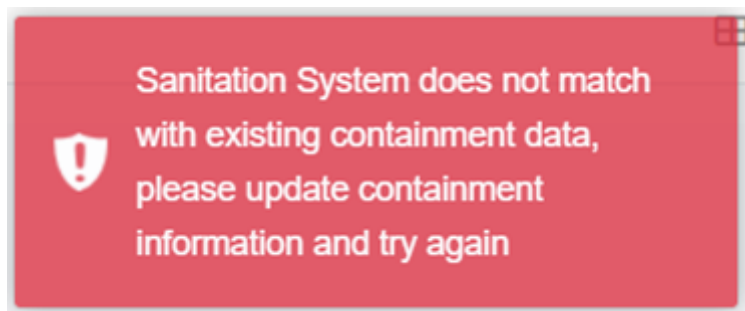 Sanitation System does not match
with existing containment data,
please update containment
information and try again